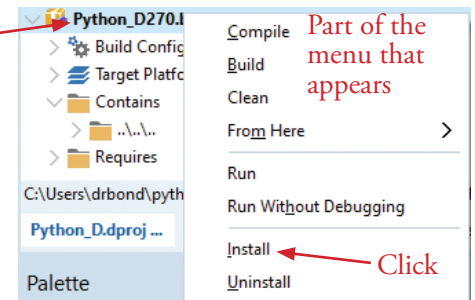 Python_D270.b
Build Config
Target Platfo
Contains
..\..\..
Requires
C:\Users\drbond\pyth
Python_D.dproj ...
Palette
Compile
Build
Clean
From Here
Run
Run Without Debugging
Install
Uninstall
Part of the
menu that
appears
Click